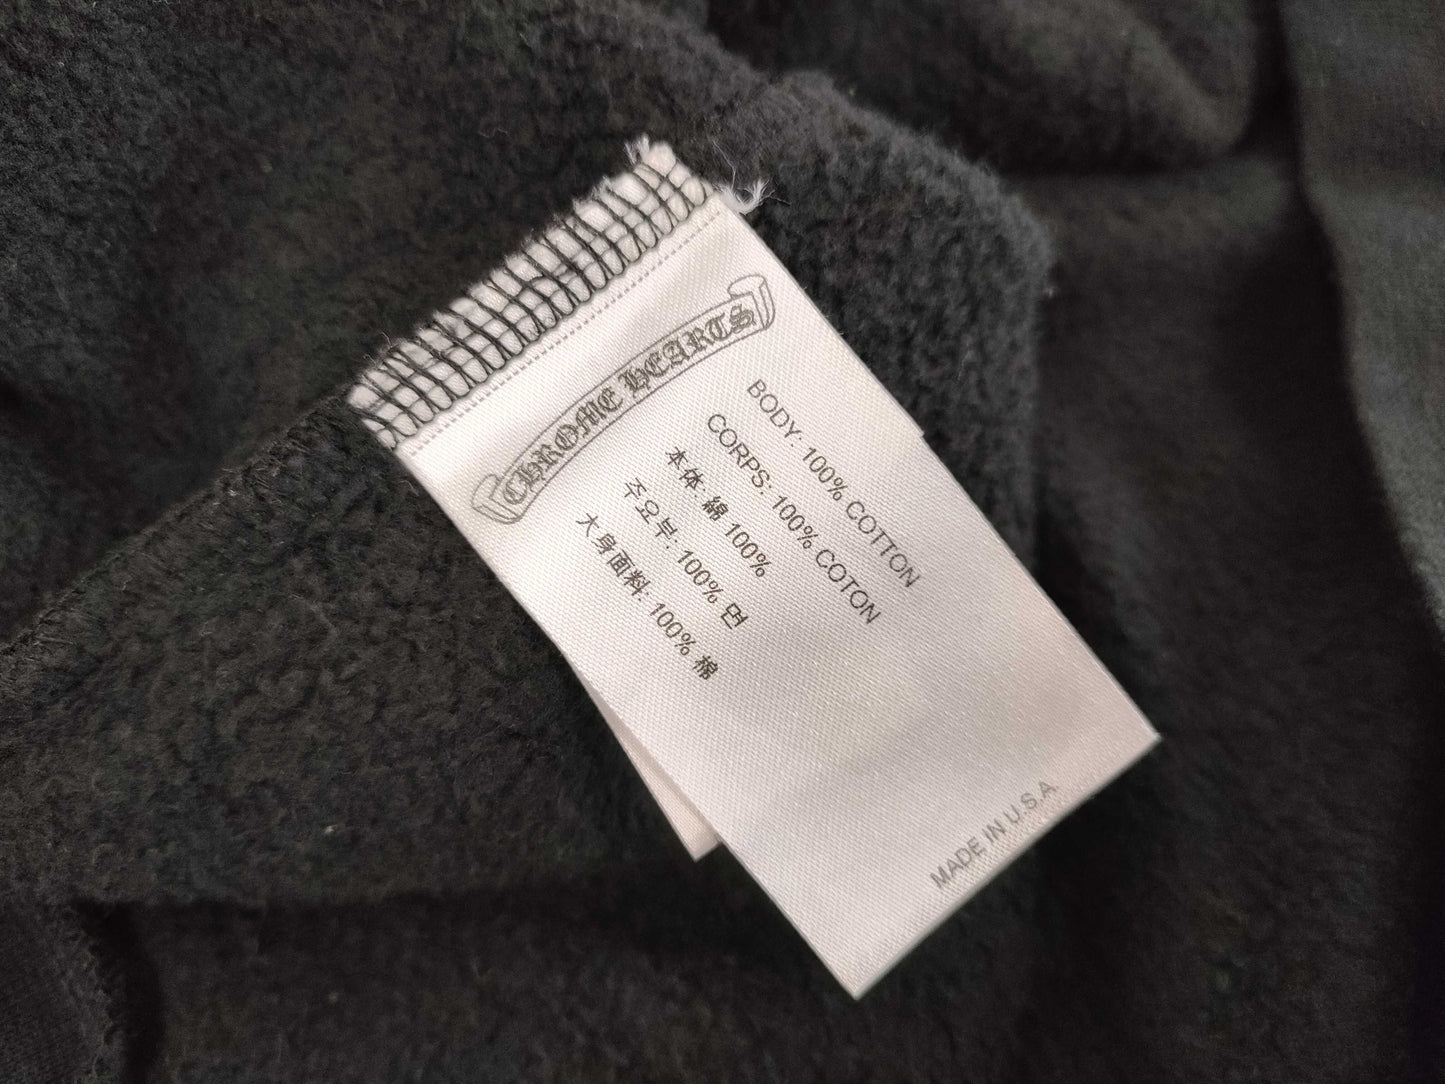 CHROME HEARTS
BODY: 100% COTTON
CORPS: 100% COTON
本体: 綿 100%
주요부: 100% 면
大身面料: 100% 棉
MADE IN U.S.A